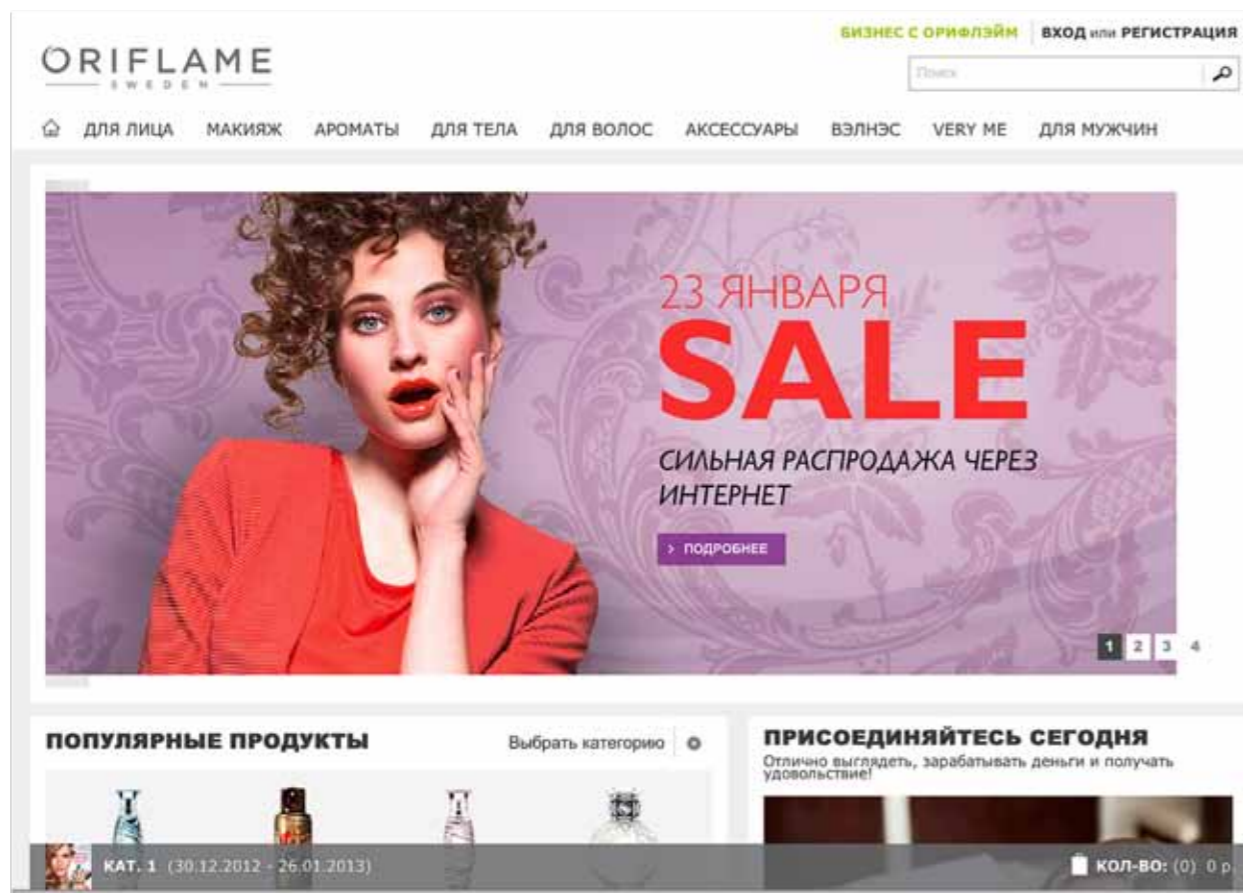 БИЗНЕС С ОРИФЛЭЙМ ВХОД или РЕГИСТРАЦИЯ
ORIFLAME
SWEDEN
Поиск
ДЛЯ ЛИЦА МАКИЯЖ АРОМАТЫ ДЛЯ ТЕЛА ДЛЯ ВОЛОС АКСЕССУАРЫ ВЭЛНЭС VERY ME ДЛЯ МУЖЧИН
23 ЯНВАРЯ
SALE
СИЛЬНАЯ РАСПРОДАЖА ЧЕРЕЗ
ИНТЕРНЕТ
> ПОДРОБНЕЕ
1 2 3 4
ПОПУЛЯРНЫЕ ПРОДУКТЫ Выбрать категорию
ПРИСОЕДИНЯЙТЕСЬ СЕГОДНЯ
Отлично выглядеть, зарабатывать деньги и получать
удовольствие!
КАТ. 1 (30.12.2012 - 26.01.2013) КОЛ-ВО: (0) 0 р.